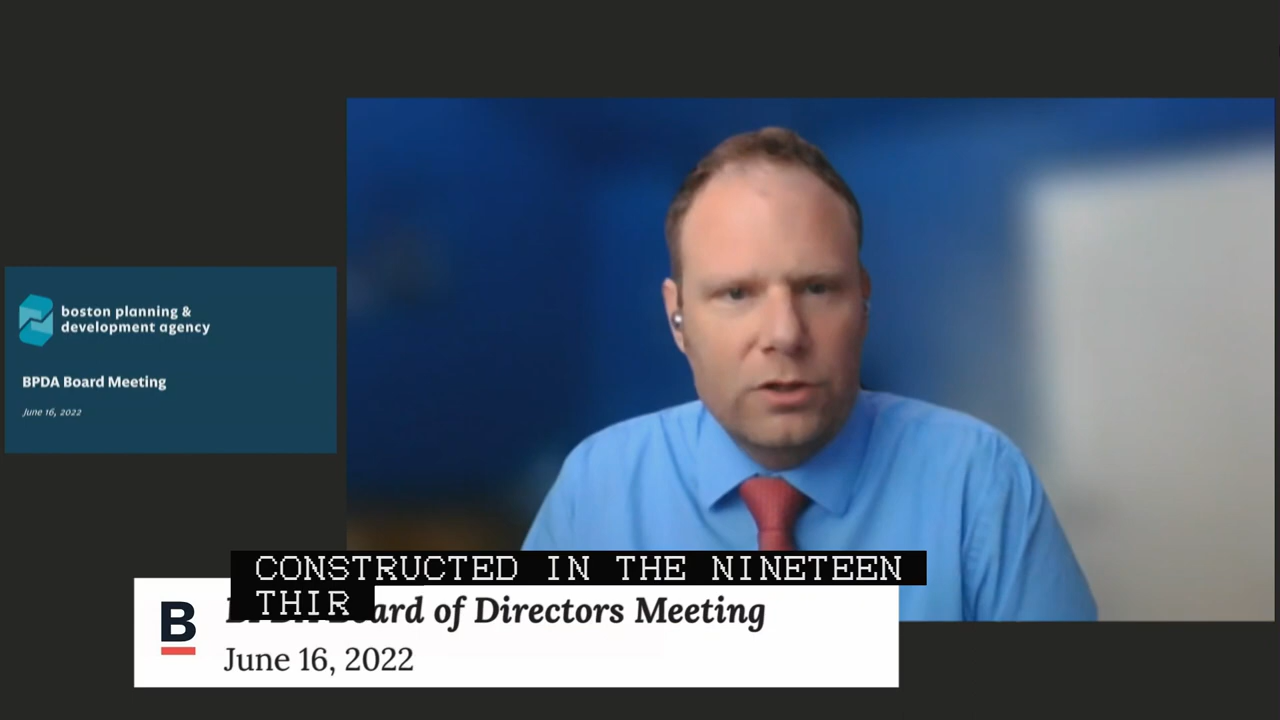 boston planning &
development agency
BPDA Board Meeting
June 16, 2022
CONSTRUCTED IN THE NINETEEN
THIR
B
Board of Directors Meeting
June 16, 2022